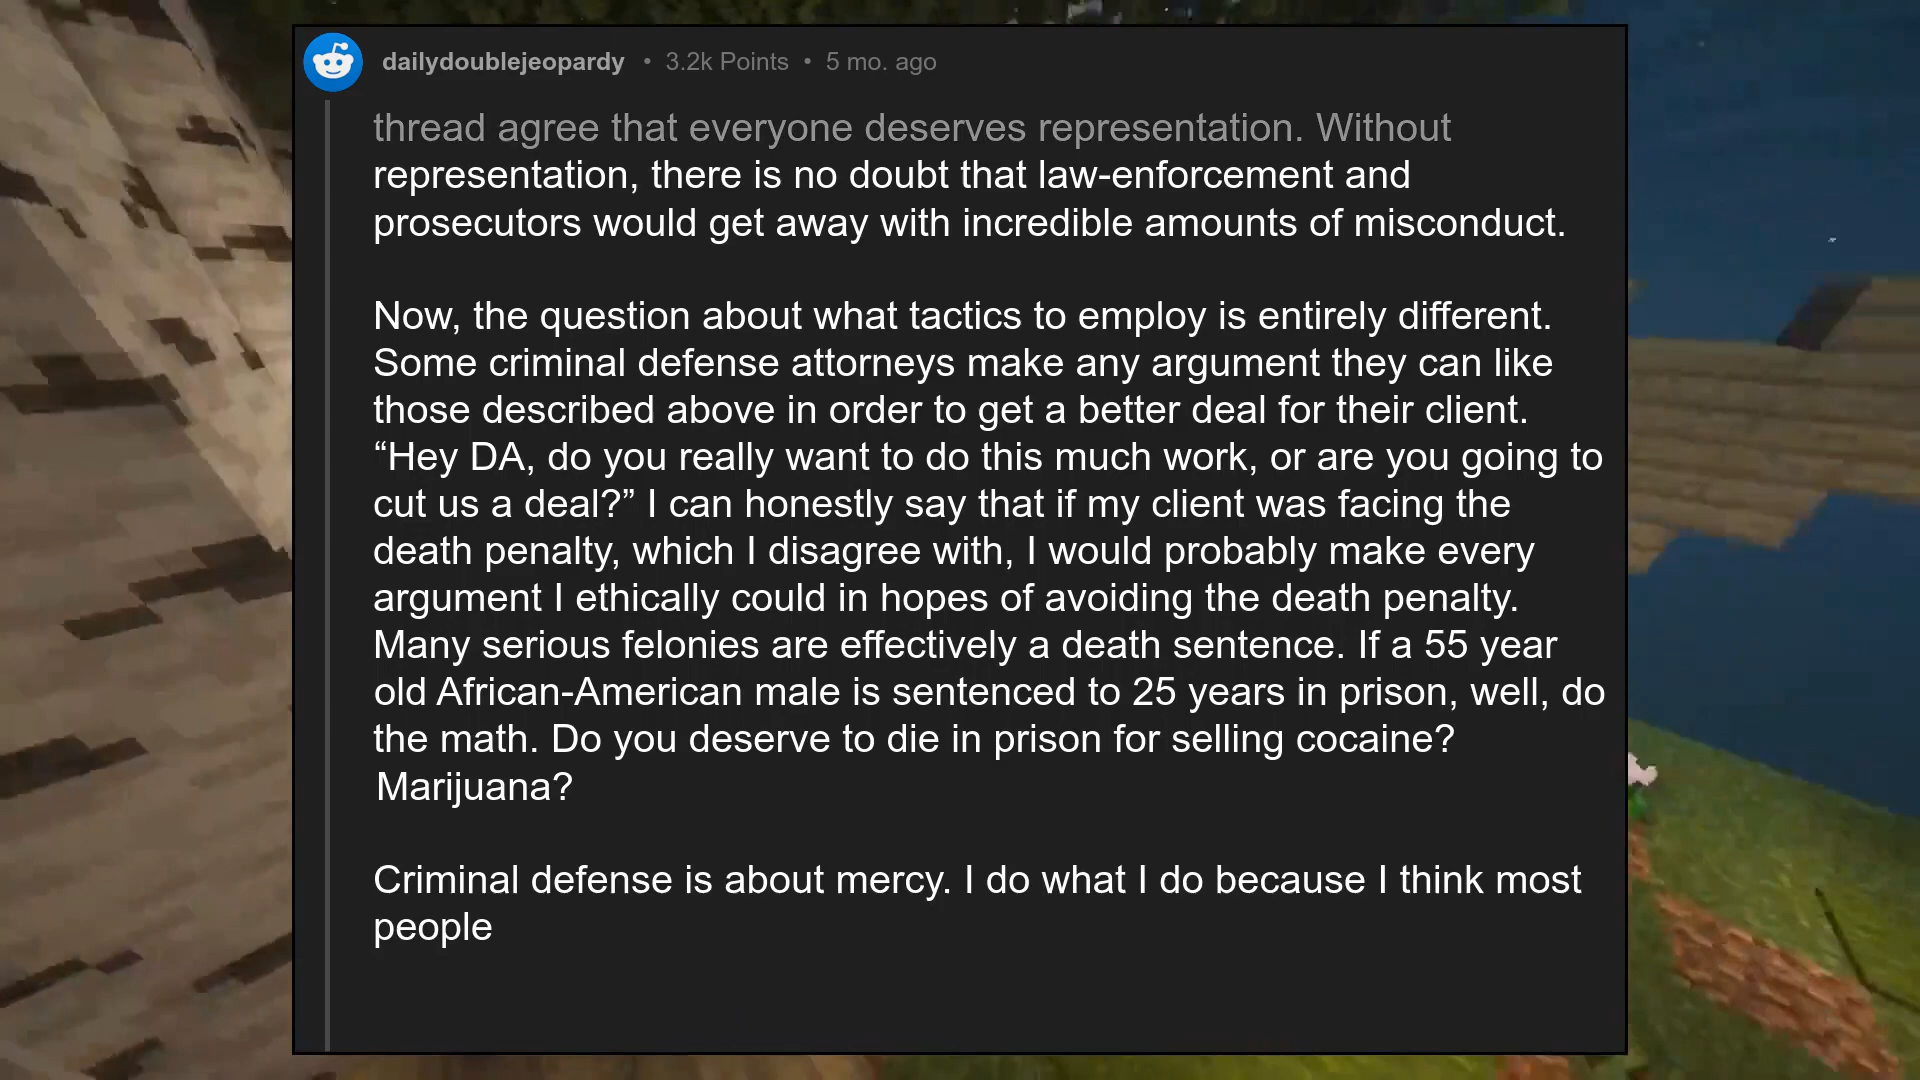 dailydoublejeopardy • 3.2k Points • 5 mo. ago
thread agree that everyone deserves representation. Without
representation, there is no doubt that law-enforcement and
prosecutors would get away with incredible amounts of misconduct.
Now, the question about what tactics to employ is entirely different.
Some criminal defense attorneys make any argument they can like
those described above in order to get a better deal for their client.
“Hey DA, do you really want to do this much work, or are you going to
cut us a deal?” I can honestly say that if my client was facing the
death penalty, which I disagree with, I would probably make every
argument I ethically could in hopes of avoiding the death penalty.
Many serious felonies are effectively a death sentence. If a 55 year
old African-American male is sentenced to 25 years in prison, well, do
the math. Do you deserve to die in prison for selling cocaine?
Marijuana?
Criminal defense is about mercy. I do what I do because I think most
people